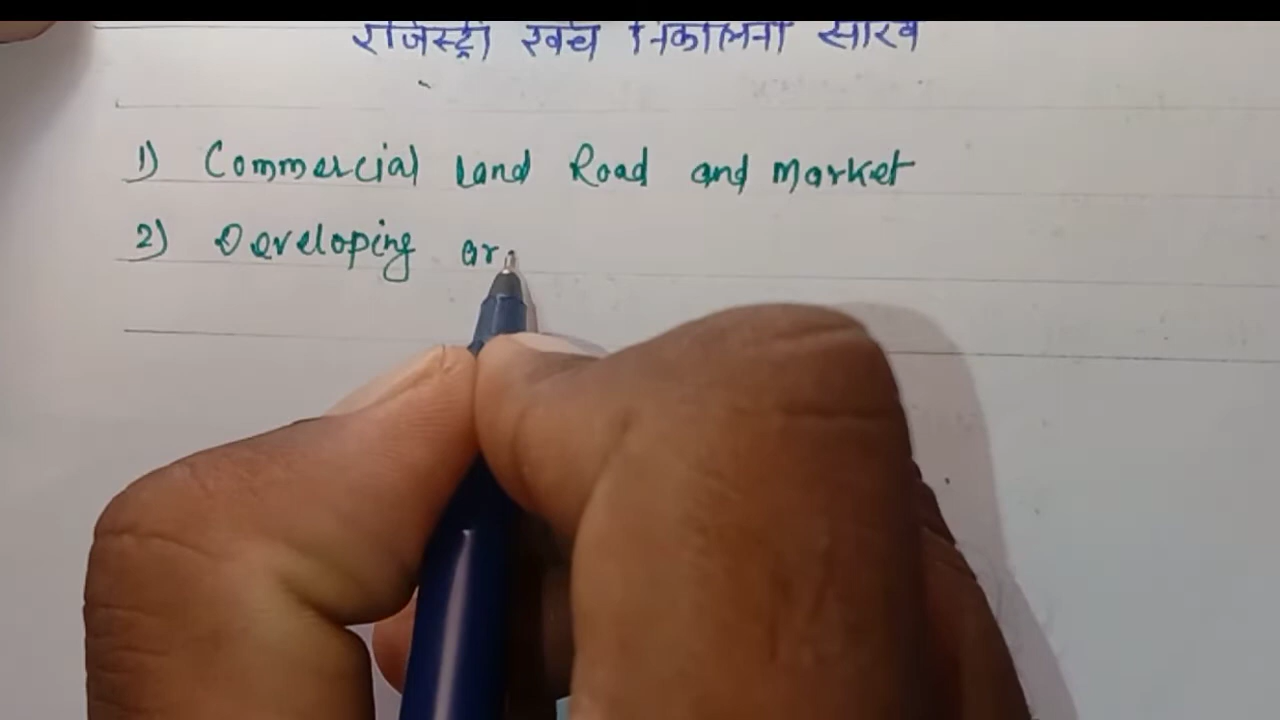 रजिस्ट्री खर्च निकालना सीखे
1) Commercial Land Road and Market
2) Developing ar